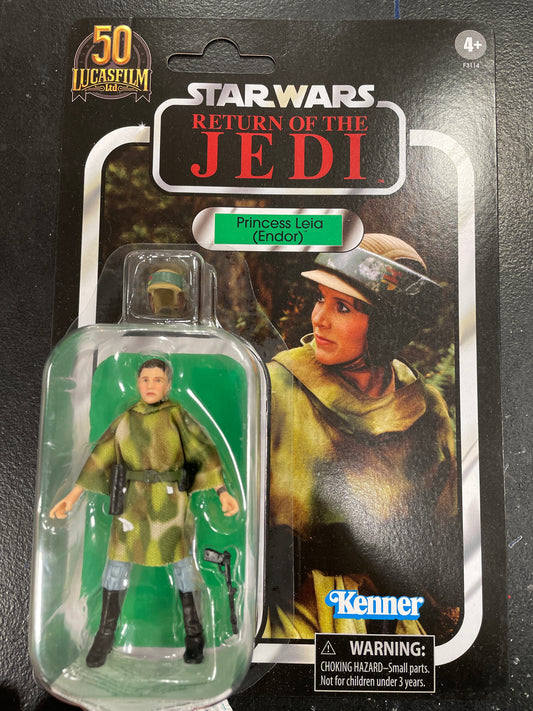 50
LUCASFILM
Ltd
4+
F3114
STAR WARS
RETURN OF THE
JEDI
Princess Leia
(Endor)
Kenner
WARNING:
CHOKING HAZARD–Small parts.
Not for children under 3 years.